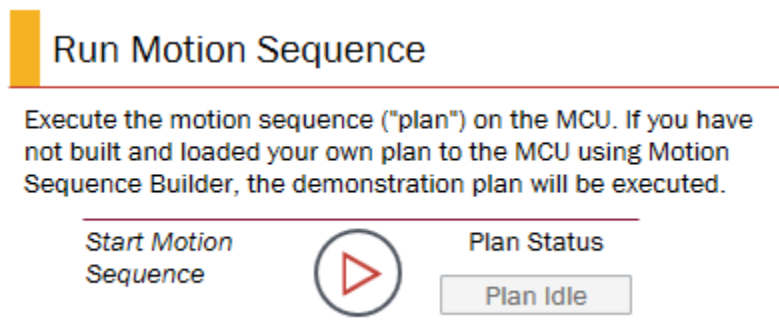 Run Motion Sequence
Execute the motion sequence ("plan") on the MCU. If you have
not built and loaded your own plan to the MCU using Motion
Sequence Builder, the demonstration plan will be executed.
Start Motion
Sequence
Plan Status
Plan Idle